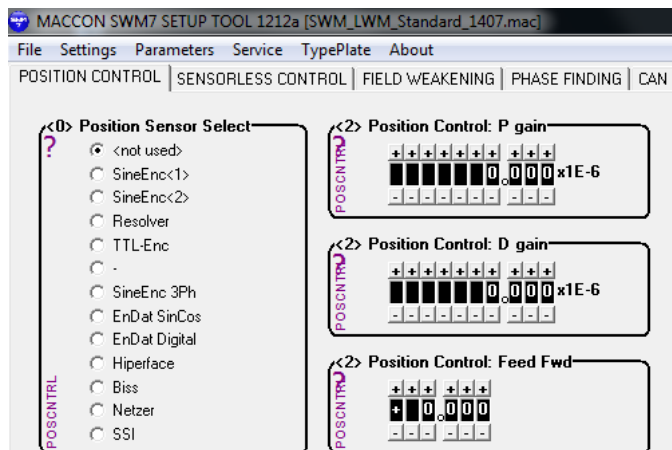 MACCON SWM7 SETUP TOOL 1212a [SWM_LWM_Standard_1407.mac]
File Settings Parameters Service TypePlate About
POSITION CONTROL SENSORLESS CONTROL FIELD WEAKENING PHASE FINDING CAN
<0> Position Sensor Select
?
<not used>
SineEnc<1>
SineEnc<2>
Resolver
TTL-Enc
-
SineEnc 3Ph
EnDat SinCos
EnDat Digital
Hiperface
Biss
Netzer
SSI
POSCNTRL
<2> Position Control: P gain
?
POSCNTRL
+ + + + + + + + + +
0.000 x1E-6
- - - - - - - - - -
<2> Position Control: D gain
?
POSCNTRL
+ + + + + + + + + +
0.000 x1E-6
- - - - - - - - - -
<2> Position Control: Feed Fwd
?
POSCNTRL
+ + + + + +
+ 0.000
- - - - - -